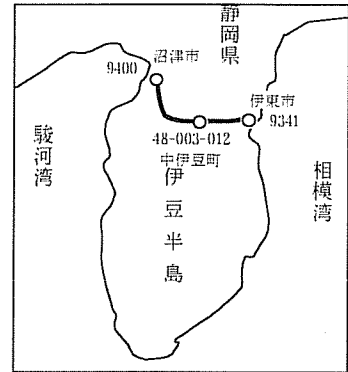 静岡県
沼津市
9400
伊東市
9341
48-003-012
中伊豆町
駿河湾
伊豆半島
相模湾